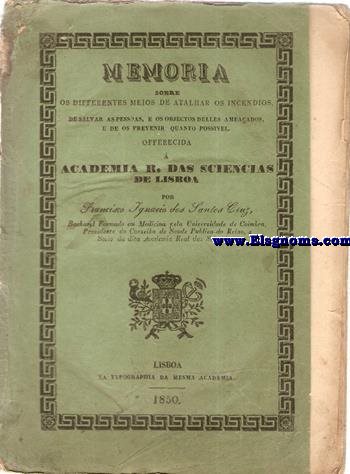 MEMORIA
SOBRE
OS DIFFERENTES MEIOS DE ATALHAR OS INCENDIOS,
DE SALVAR AS PESSOAS, E OS OBJECTOS DELLES AMEAÇADOS,
E DE OS PREVENIR QUANTO POSSIVEL.
OFFERECIDA
Á
ACADEMIA R. DAS SCIENCIAS
DE LISBOA
POR
Francisco Ignacio dos Santos Cruz,
Bacharel Formado em Medicina pela Universidade de Coimbra,
Presidente do Conselho de Saude Publica do Reino,
Socio da dita Academia Real das
www.Elsgnoms.com
LISBOA
NA TYPOGRAPHIA DA MESMA ACADEMIA.
1850.